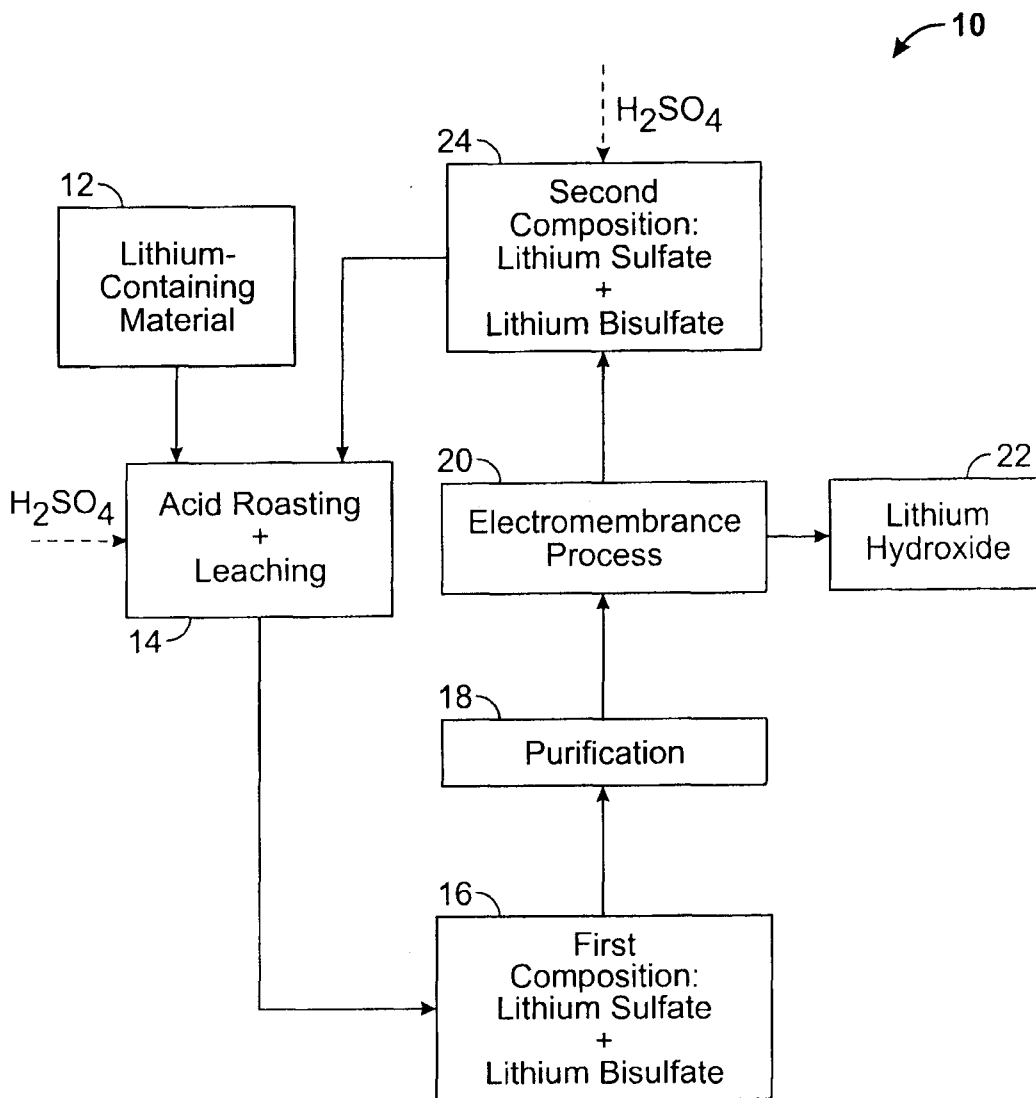 10
H2SO4
24
Second
Composition:
Lithium Sulfate
+
Lithium Bisulfate
12
Lithium-
Containing
Material
20
Electromembrance
Process
22
Lithium
Hydroxide
H2SO4
Acid Roasting
+
Leaching
14
18
Purification
16
First
Composition:
Lithium Sulfate
+
Lithium Bisulfate